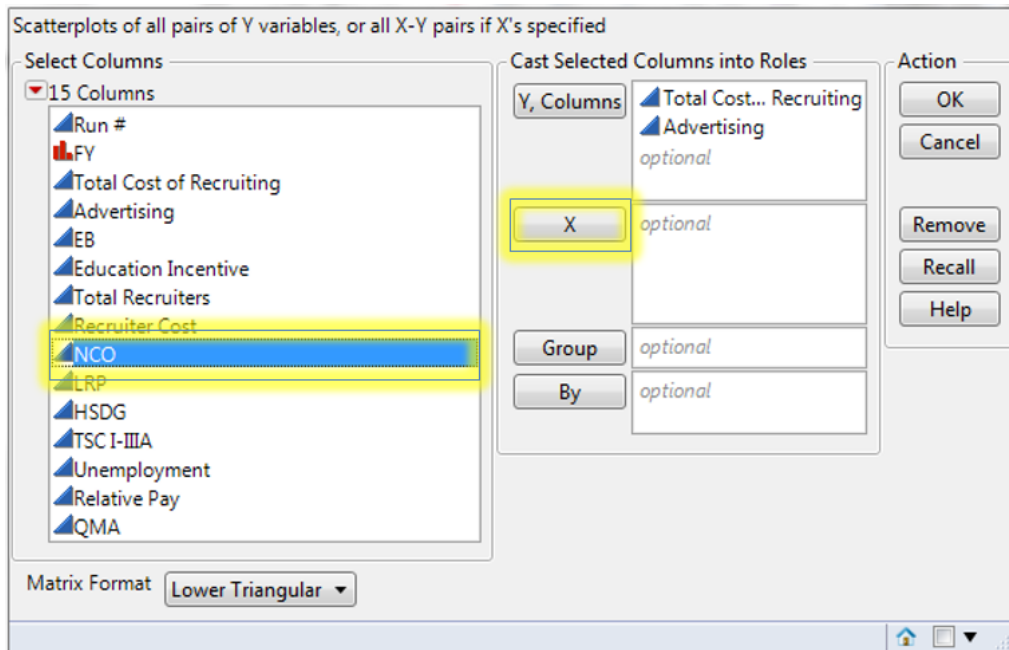 Scatterplots of all pairs of Y variables, or all X-Y pairs if X's specified
Select Columns
15 Columns
Run #
FY
Total Cost of Recruiting
Advertising
EB
Education Incentive
Total Recruiters
Recruiter Cost
NCO
LRP
HSDG
TSC I-IIIA
Unemployment
Relative Pay
QMA
Matrix Format Lower Triangular
Cast Selected Columns into Roles
Y, Columns
Total Cost... Recruiting
Advertising
optional
X
optional
Group
optional
By
optional
Action
OK
Cancel
Remove
Recall
Help